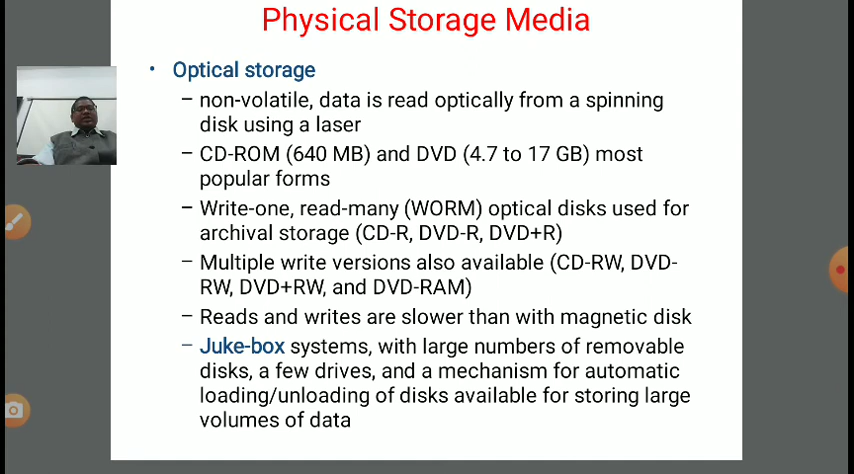 Physical Storage Media
• Optical storage
– non-volatile, data is read optically from a spinning
disk using a laser
– CD-ROM (640 MB) and DVD (4.7 to 17 GB) most
popular forms
– Write-one, read-many (WORM) optical disks used for
archival storage (CD-R, DVD-R, DVD+R)
– Multiple write versions also available (CD-RW, DVD-
RW, DVD+RW, and DVD-RAM)
– Reads and writes are slower than with magnetic disk
– Juke-box systems, with large numbers of removable
disks, a few drives, and a mechanism for automatic
loading/unloading of disks available for storing large
volumes of data